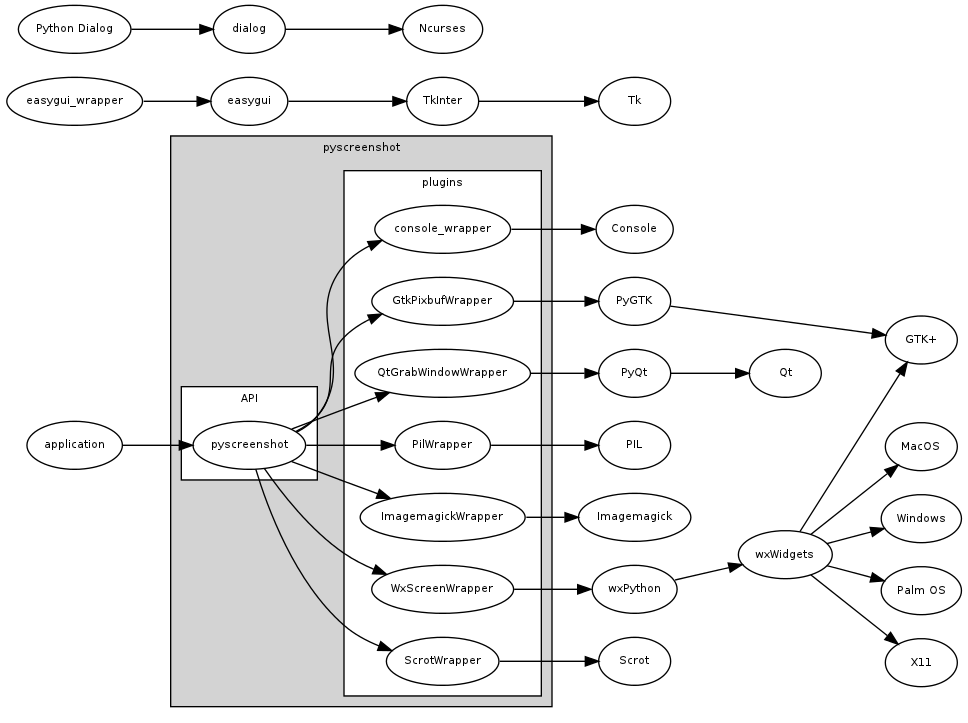 Python Dialog
dialog
Ncurses
easygui_wrapper
easygui
TkInter
Tk
pyscreenshot
plugins
console_wrapper
Console
GtkPixbufWrapper
PyGTK
GTK+
QtGrabWindowWrapper
PyQt
Qt
API
application
pyscreenshot
PilWrapper
PIL
MacOS
ImagemagickWrapper
Imagemagick
Windows
wxWidgets
WxScreenWrapper
wxPython
Palm OS
ScrotWrapper
Scrot
X11